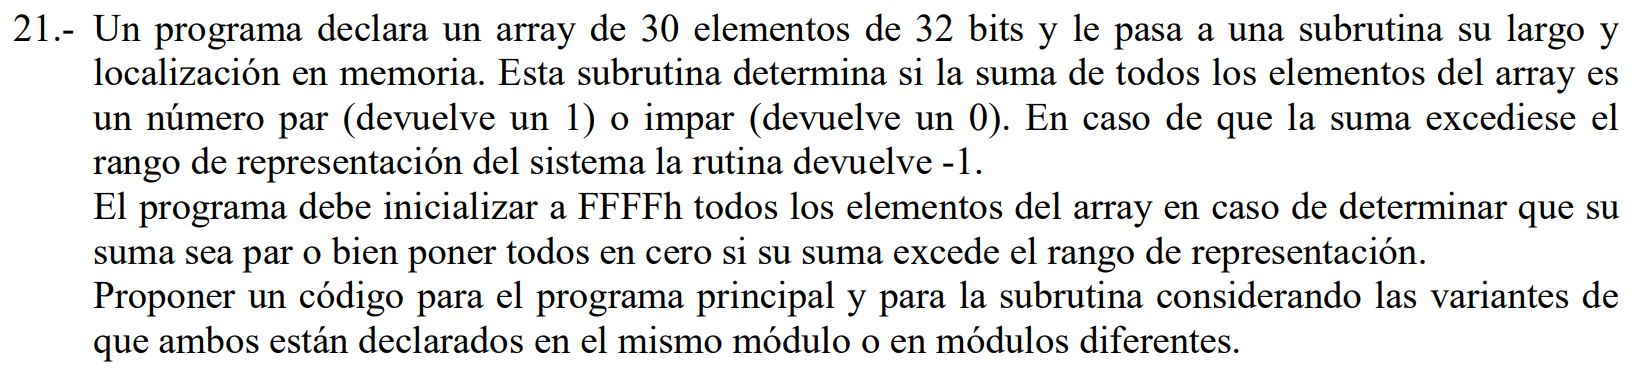 21.- Un programa declara un array de 30 elementos de 32 bits y le pasa a una subrutina su largo y
localización en memoria. Esta subrutina determina si la suma de todos los elementos del array es
un número par (devuelve un 1) o impar (devuelve un 0). En caso de que la suma excediese el
rango de representación del sistema la rutina devuelve -1.
El programa debe inicializar a FFFFh todos los elementos del array en caso de determinar que su
suma sea par o bien poner todos en cero si su suma excede el rango de representación.
Proponer un código para el programa principal y para la subrutina considerando las variantes de
que ambos están declarados en el mismo módulo o en módulos diferentes.